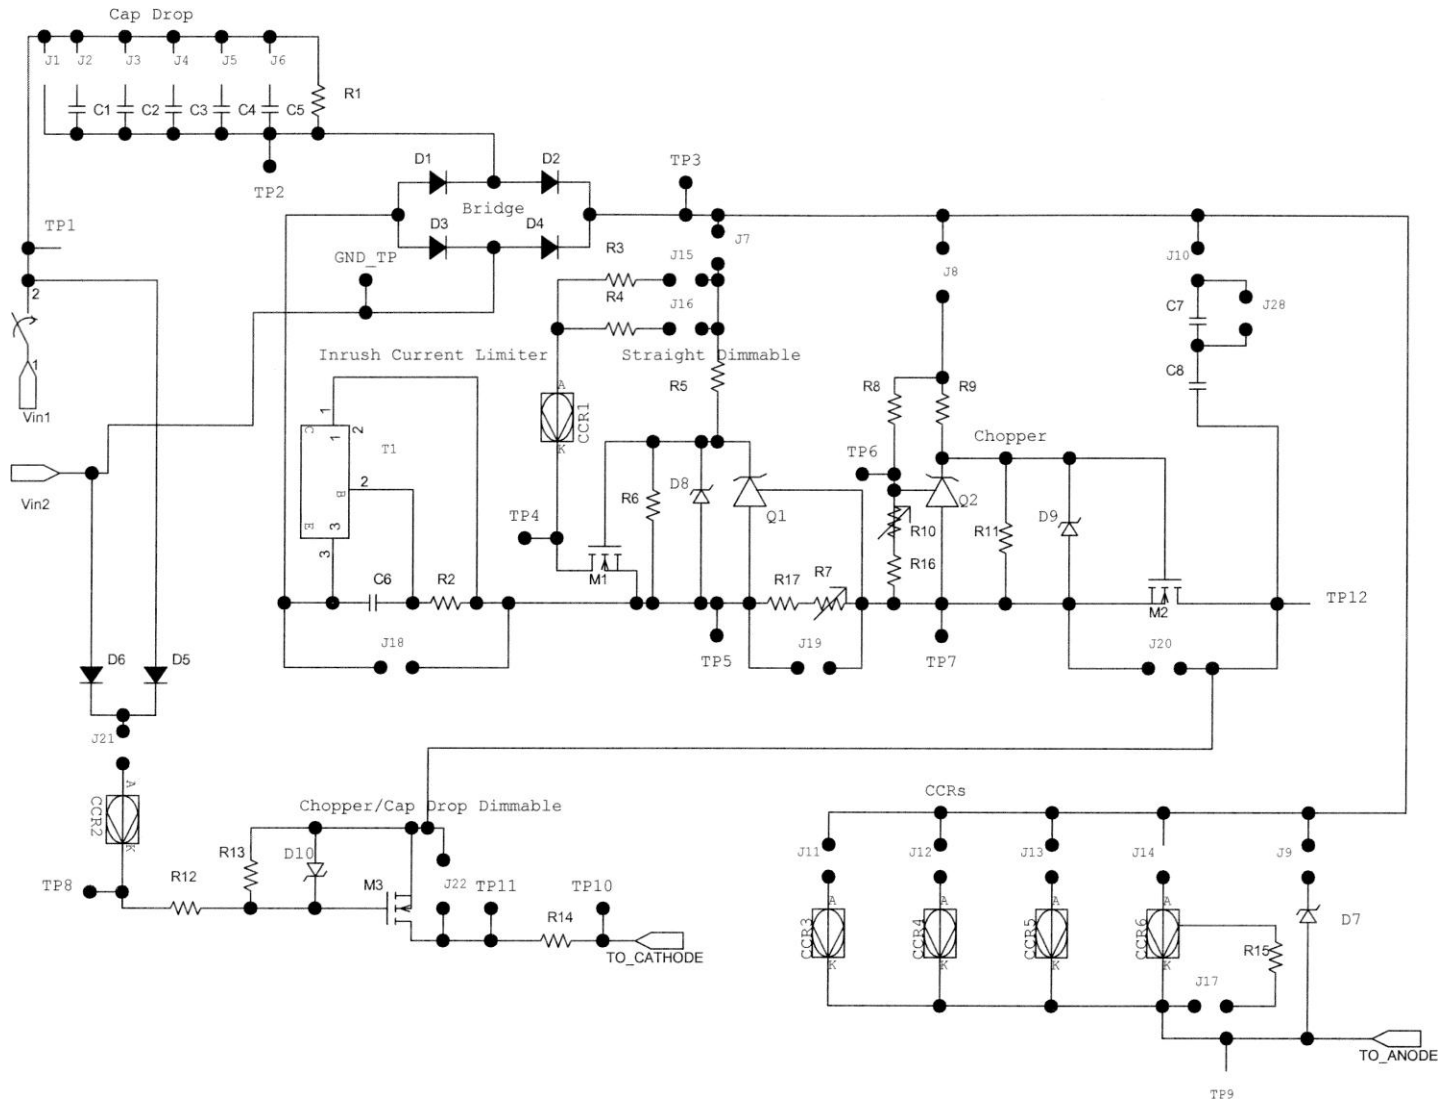 Cap Drop
J1 J2 J3 J4 J5 J6
C1 C2 C3 C4 C5 R1
TP2
D1 D2 TP3
Bridge
D3 D4
TP1
GND_TP
2
1
Vin1
R3 J15 J7
R4 J16
J8
J10
C7 J28
C8
Inrush Current Limiter
Straight Dimmable
R5
R8 R9
A
CCR1
K
1
C 1 2
T1
B 2
E 3
3
Chopper
TP6
Vin2
R6 D8 Q1
R10 Q2 R11 D9
TP4
R16
M1
C6 R2
R17 R7
M2
TP12
J18
TP5
J19
TP7
J20
D6 D5
J21
A
CCR2
K
Chopper/Cap Drop Dimmable
R13 D10
TP8
R12
M3
J22
TP11
TP10
R14
TO_CATHODE
CCRs
J11 J12 J13 J14 J9
A A A A
CCR3 CCR4 CCR5 CCR6
K K K K
R15
D7
J17
TO_ANODE
TP9